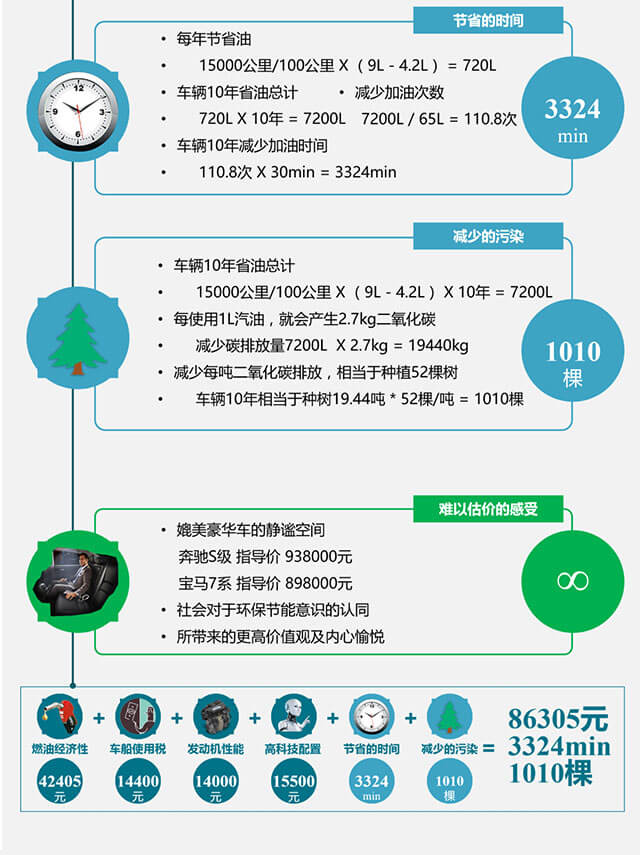 节省的时间
• 每年节省油
• 15000公里/100公里 X（9L - 4.2L）= 720L
• 车辆10年省油总计 • 减少加油次数
• 720L X 10年 = 7200L 7200L / 65L = 110.8次
• 车辆10年减少加油时间
• 110.8次 X 30min = 3324min
12
3
6
9
3324
min
减少的污染
• 车辆10年省油总计
• 15000公里/100公里 X（9L - 4.2L）X 10年 = 7200L
• 每使用1L汽油，就会产生2.7kg二氧化碳
• 减少碳排放量7200L X 2.7kg = 19440kg
• 减少每吨二氧化碳排放，相当于种植52棵树
• 车辆10年相当于种树19.44吨 * 52棵/吨 = 1010棵
1010
棵
难以估价的感受
• 媲美豪华车的静谧空间
奔驰S级 指导价 938000元
宝马7系 指导价 898000元
• 社会对于环保节能意识的认同
• 所带来的更高价值观及内心愉悦
∞
+ + + + +
燃油经济性 车船使用税 发动机性能 高科技配置 节省的时间 减少的污染 =
42405元 14400元 14000元 15500元 3324min 1010棵
86305元
3324min
1010棵